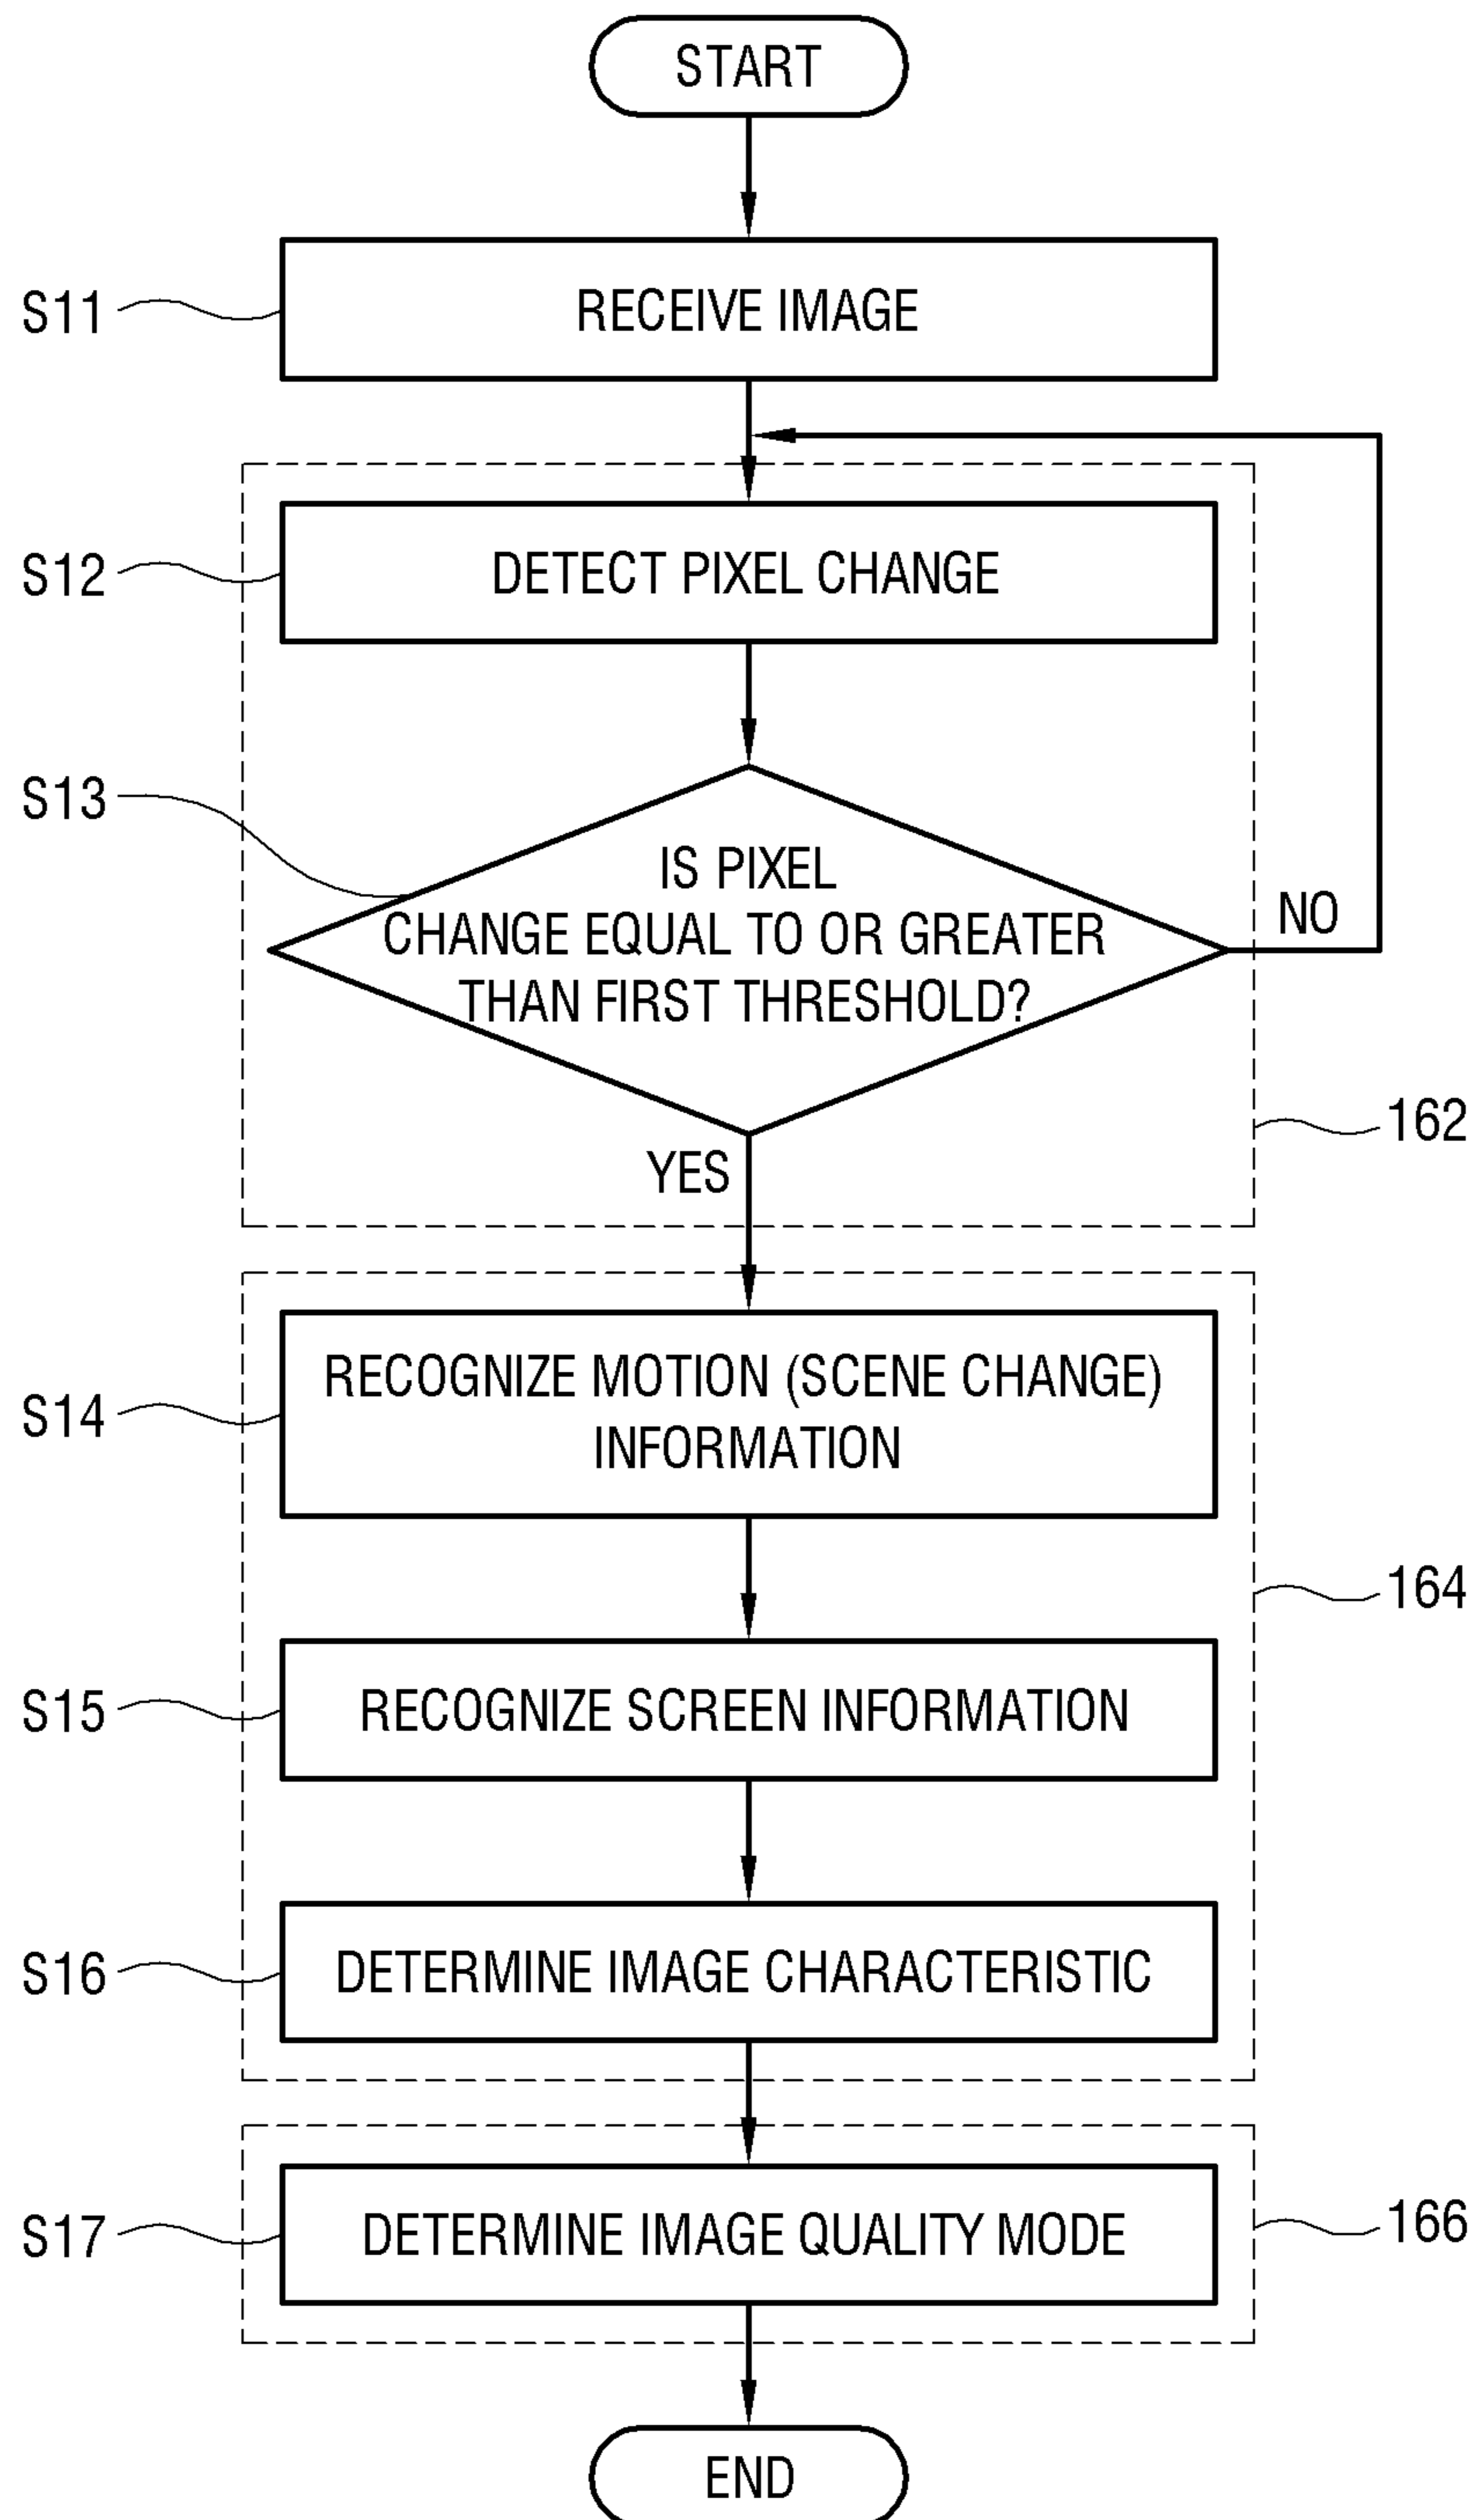 START
S11
RECEIVE IMAGE
S12
DETECT PIXEL CHANGE
S13
IS PIXEL
CHANGE EQUAL TO OR GREATER
THAN FIRST THRESHOLD?
NO
162
YES
S14
RECOGNIZE MOTION (SCENE CHANGE)
INFORMATION
164
S15
RECOGNIZE SCREEN INFORMATION
S16
DETERMINE IMAGE CHARACTERISTIC
S17
DETERMINE IMAGE QUALITY MODE
166
END